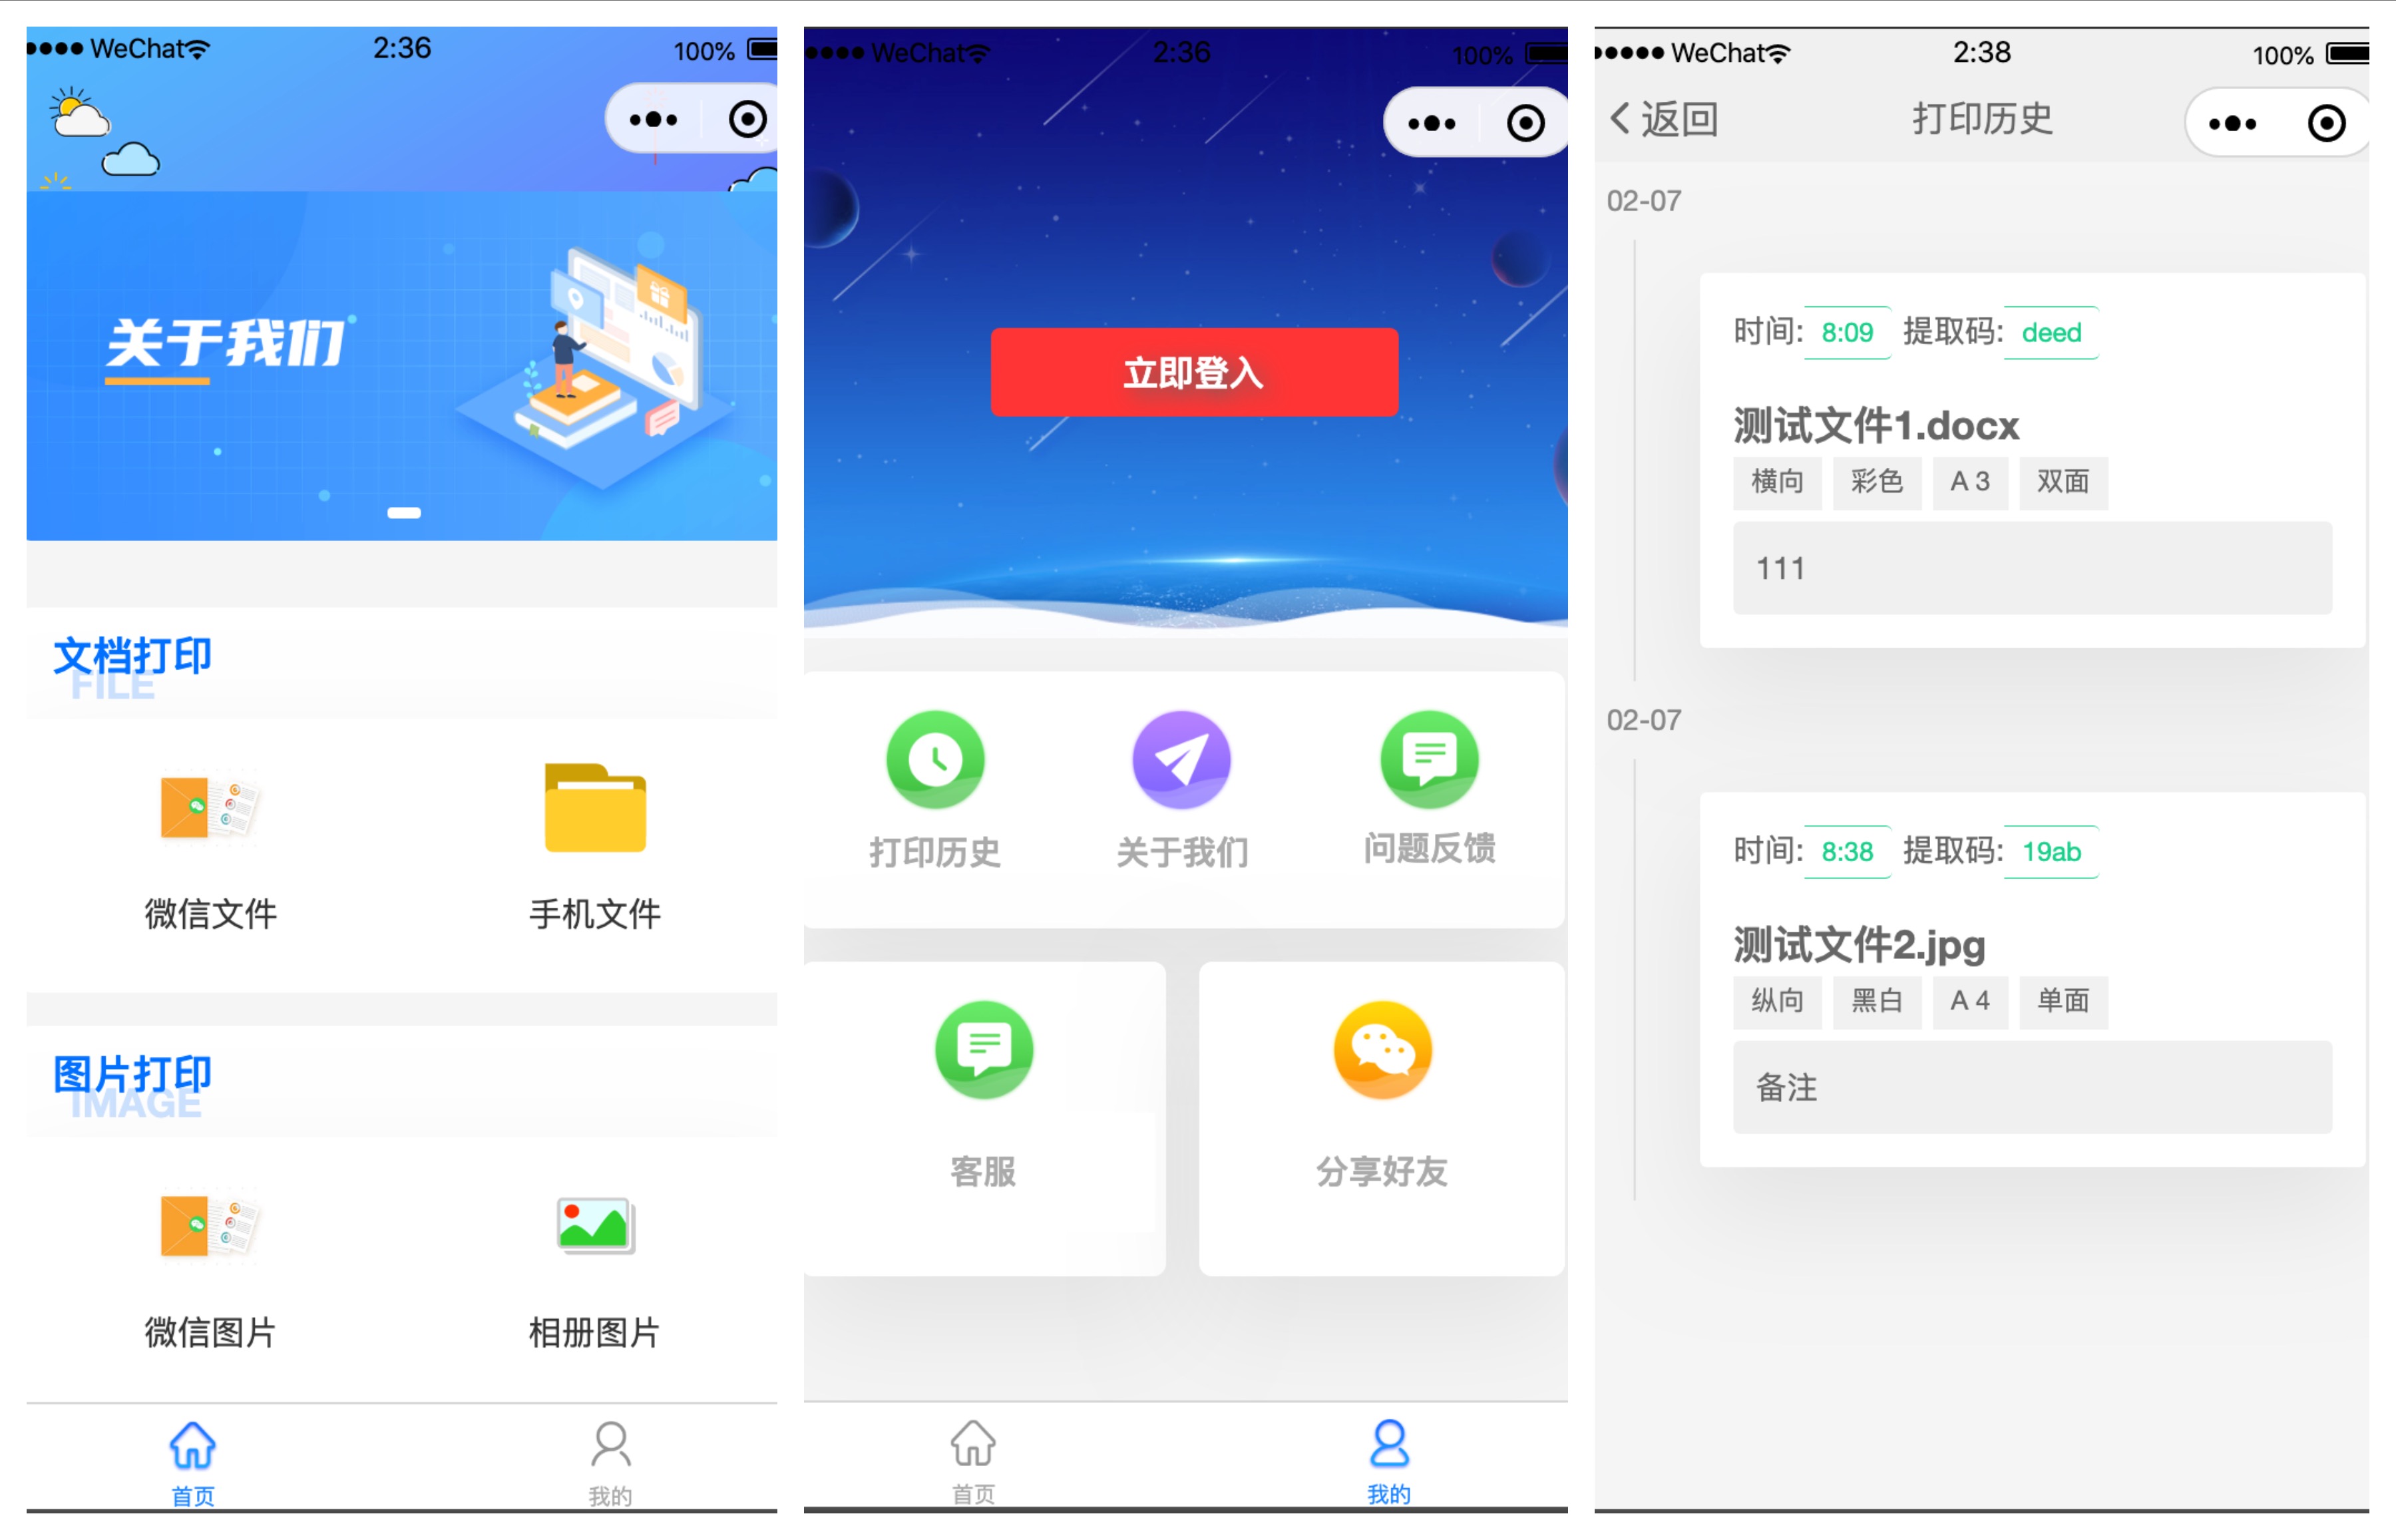 WeChat 2:36 100%
关于我们
文档打印
FILE
微信文件 手机文件
图片打印
IMAGE
微信图片 相册图片
首页 我的
WeChat 2:36 100%
立即登入
打印历史 关于我们 问题反馈
客服 分享好友
首页 我的
WeChat 2:38 100%
返回 打印历史
02-07
时间: 8:09 提取码: deed
测试文件1.docx
横向 彩色 A 3 双面
111
02-07
时间: 8:38 提取码: 19ab
测试文件2.jpg
纵向 黑白 A 4 单面
备注